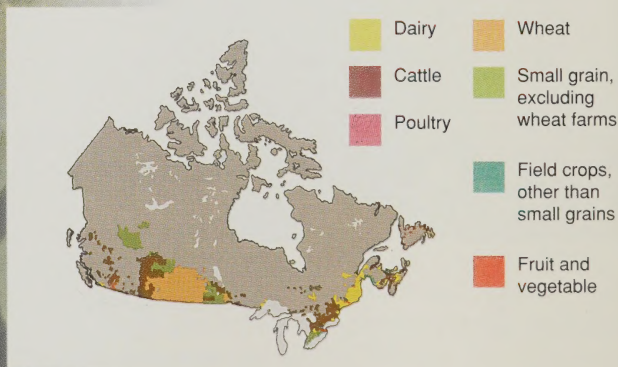 Dairy
Cattle
Poultry
Wheat
Small grain,
excluding
wheat farms
Field crops,
other than
small grains
Fruit and
vegetable